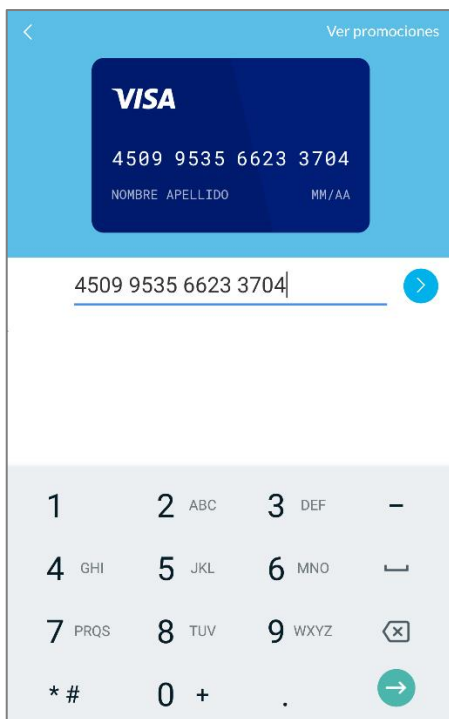 Ver promociones
VISA
4509 9535 6623 3704
NOMBRE APELLIDO MM/AA
4509 9535 6623 3704
1 2 ABC 3 DEF -
4 GHI 5 JKL 6 MNO
7 PRQS 8 TUV 9 WXYZ
* # 0 + .